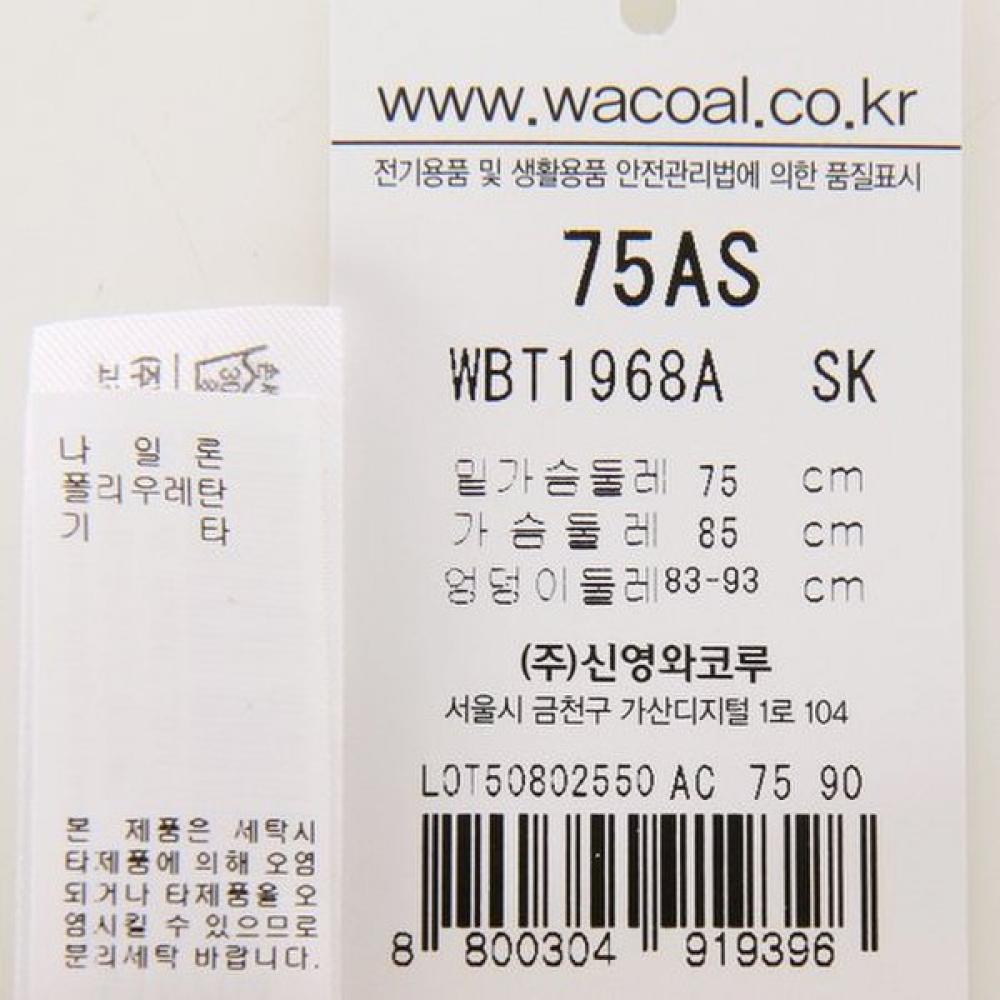 www.wacoal.co.kr
전기용품 및 생활용품 안전관리법에 의한 품질표시
75AS
WBT1968A SK
밑가슴둘레 75 cm
가슴둘레 85 cm
엉덩이둘레 83-93 cm
(주)신영와코루
서울시 금천구 가산디지털 1로 104
LOT50802550 AC 75 90
8 800304 919396
(주)
나 일 론
폴리우레탄
기 타
본 제품은 세탁시
타제품에 의해 오염
되거나 타제품을 오
염시킬 수 있으므로
분리세탁 바랍니다.